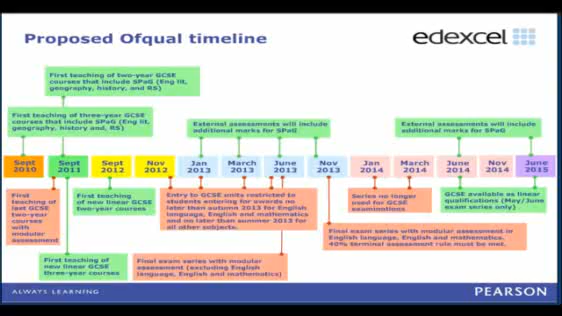 Proposed Ofqual timeline
edexcel
First teaching of two-year GCSE
courses that include SPaG (Eng lit,
geography, history, and RS)
First teaching of three-year GCSE
courses that include SPaG (Eng lit,
geography, history and, RS)
External assessments will include
additional marks for SPaG
External assessments will include
additional marks for SPaG
Sept
2010
Sept
2011
Sept
2012
Nov
2012
Jan
2013
March
2013
June
2013
Nov
2013
Jan
2014
March
2014
June
2014
Nov
2014
June
2015
First
teaching of
last GCSE
two-year
courses
with
modular
assessment
First teaching
of new linear GCSE
two-year courses
Entry to GCSE units restricted to
students entering for awards no
later than autumn 2013 for English
language, English and mathematics
and no later than summer 2013 for
all other subjects.
Series no longer
used for GCSE
examinations
GCSE available as linear
qualifications (May/June
exam series only)
Final exam series with modular assessment in
English language, English and mathematics.
40% terminal assessment rule must be met.
First teaching of
new linear GCSE
three-year courses
Final exam series with modular
assessment (excluding English
language, English and mathematics)
ALWAYS LEARNING
PEARSON